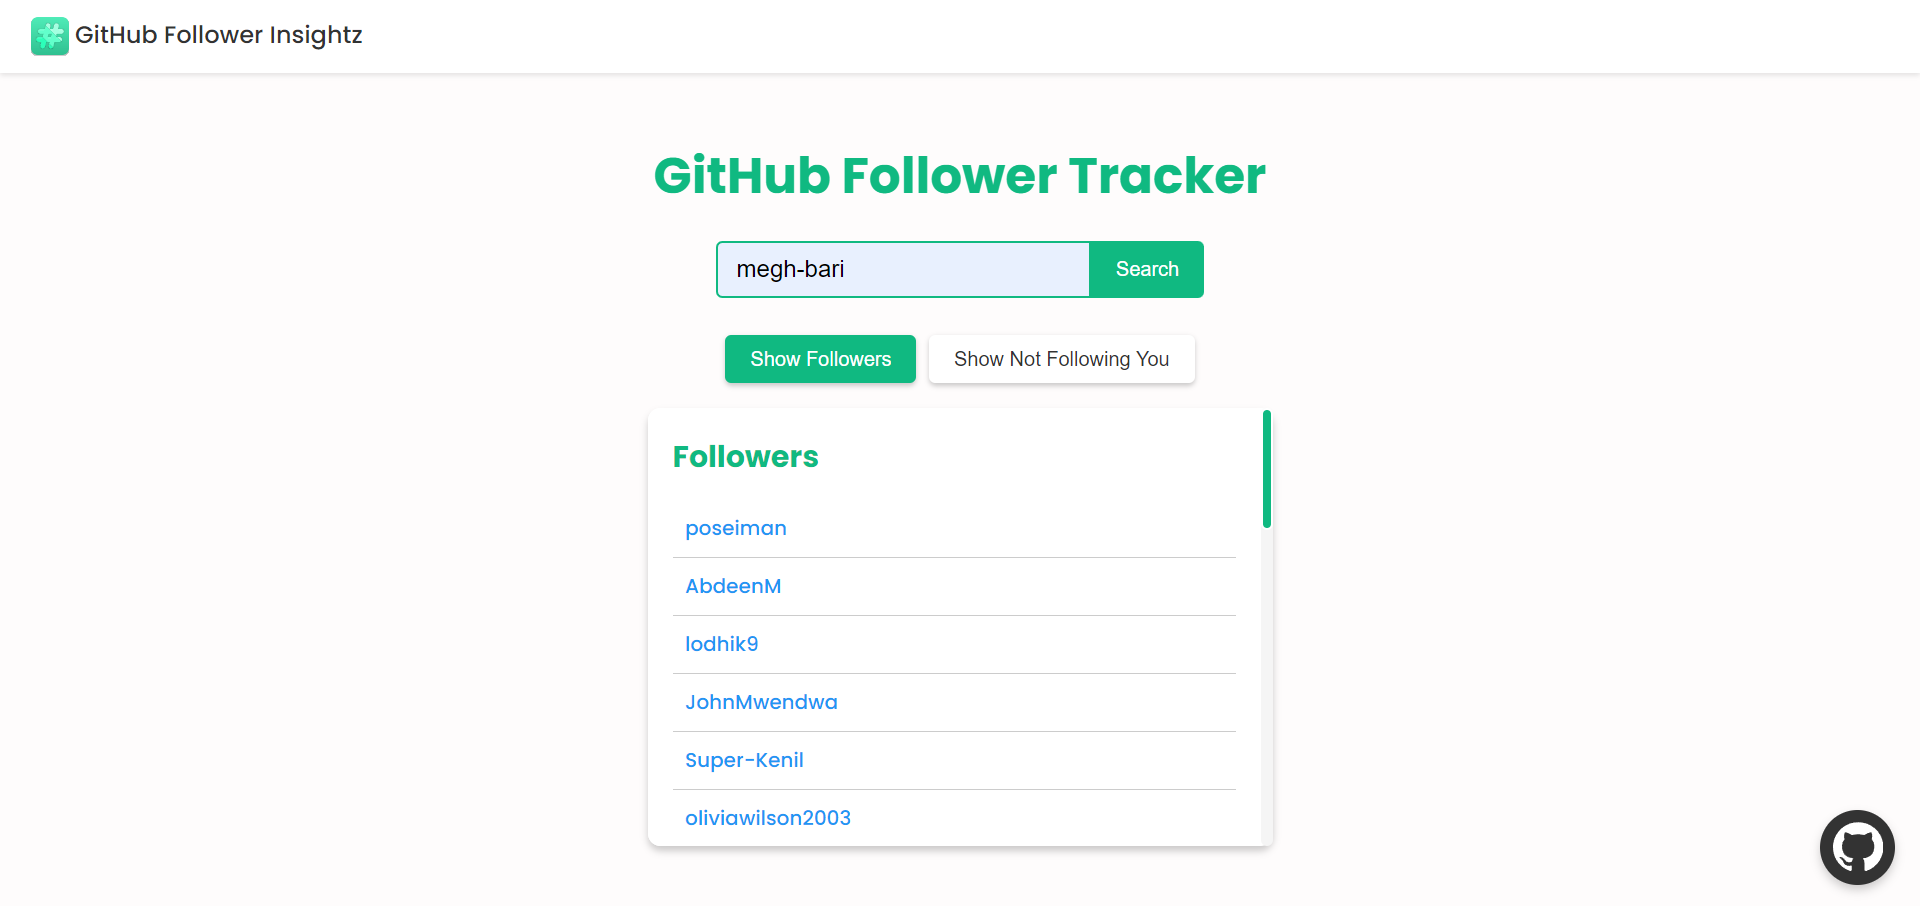 GitHub Follower Insightz
GitHub Follower Tracker
megh-bari
Search
Show Followers
Show Not Following You
Followers
poseiman
AbdeenM
lodhik9
JohnMwendwa
Super-Kenil
oliviawilson2003